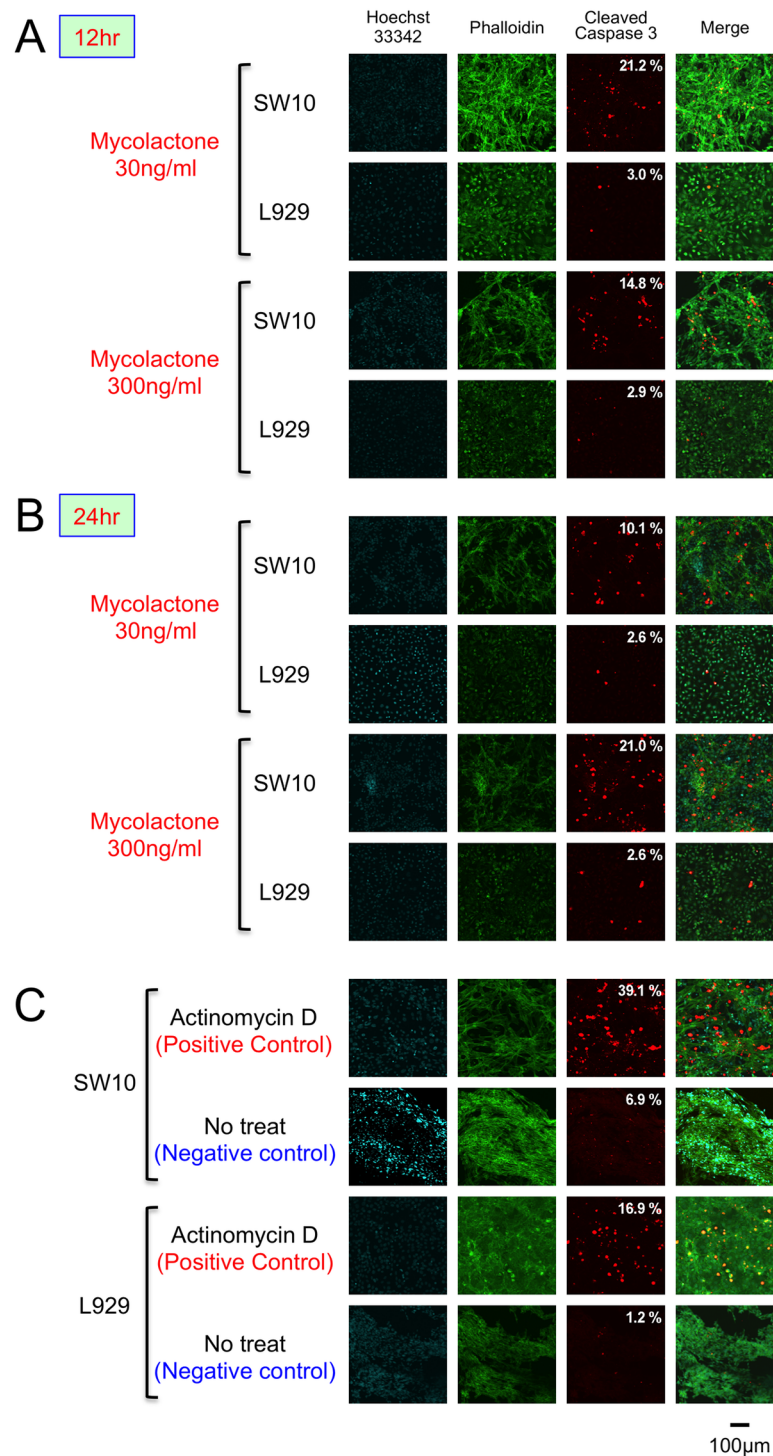 A
12hr
Hoechst
33342
Phalloidin
Cleaved
Caspase 3
Merge
Mycolactone
30ng/ml
SW10
21.2 %
L929
3.0 %
Mycolactone
300ng/ml
SW10
14.8 %
L929
2.9 %
B
24hr
Mycolactone
30ng/ml
SW10
10.1 %
L929
2.6 %
Mycolactone
300ng/ml
SW10
21.0 %
L929
2.6 %
C
SW10
Actinomycin D
(Positive Control)
39.1 %
No treat
(Negative control)
6.9 %
L929
Actinomycin D
(Positive Control)
16.9 %
No treat
(Negative control)
1.2 %
100μm